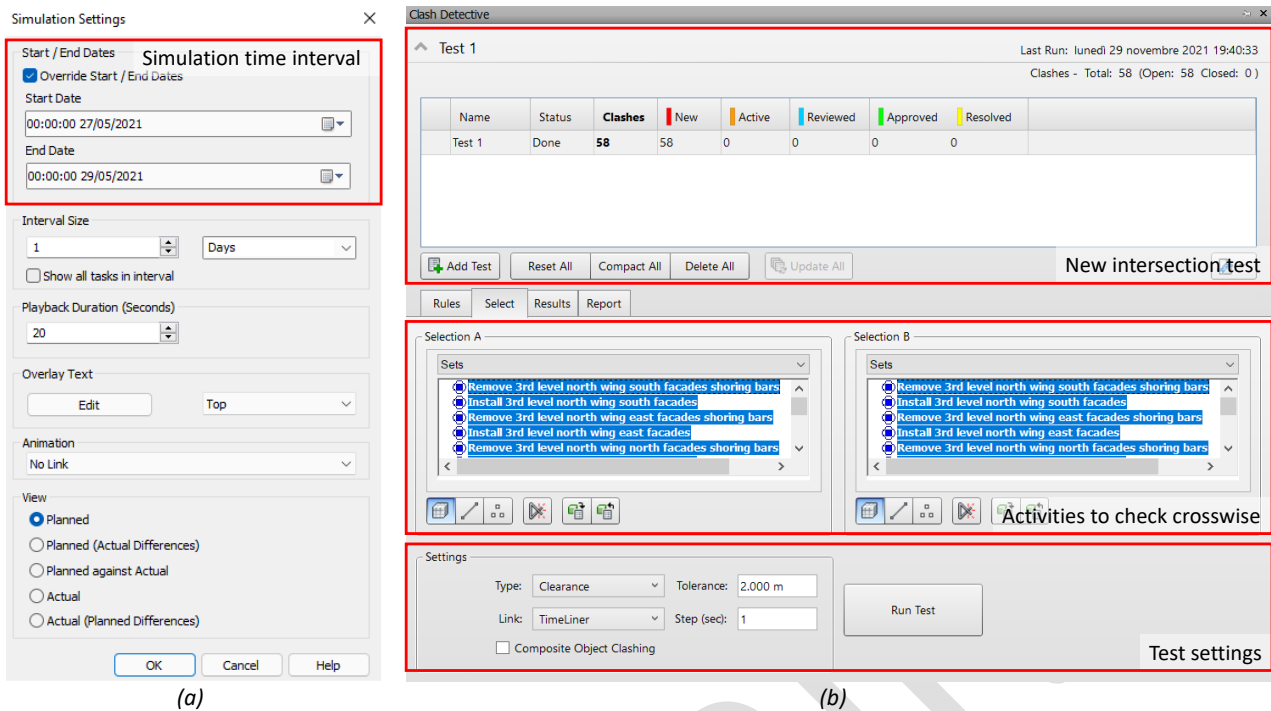 Simulation Settings
Start / End Dates
Simulation time interval
Override Start / End Dates
Start Date
00:00:00 27/05/2021
End Date
00:00:00 29/05/2021
Interval Size
1 Days
Show all tasks in interval
Playback Duration (Seconds)
20
Overlay Text
Edit Top
Animation
No Link
View
Planned
Planned (Actual Differences)
Planned against Actual
Actual
Actual (Planned Differences)
OK Cancel Help
(a)
Clash Detective
Test 1
Last Run: lunedì 29 novembre 2021 19:40:33
Clashes - Total: 58 (Open: 58 Closed: 0 )
Name Status Clashes New Active Reviewed Approved Resolved
Test 1 Done 58 58 0 0 0 0
Add Test Reset All Compact All Delete All Update All
New intersection test
Rules Select Results Report
Selection A
Sets
Remove 3rd level north wing south facades shoring bars
Install 3rd level north wing south facades
Remove 3rd level north wing east facades shoring bars
Install 3rd level north wing east facades
Remove 3rd level north wing north facades shoring bars
Selection B
Sets
Remove 3rd level north wing south facades shoring bars
Install 3rd level north wing south facades
Remove 3rd level north wing east facades shoring bars
Install 3rd level north wing east facades
Remove 3rd level north wing north facades shoring bars
Activities to check crosswise
Settings
Type: Clearance Tolerance: 2.000 m
Link: TimeLiner Step (sec): 1
Composite Object Clashing
Run Test
Test settings
(b)